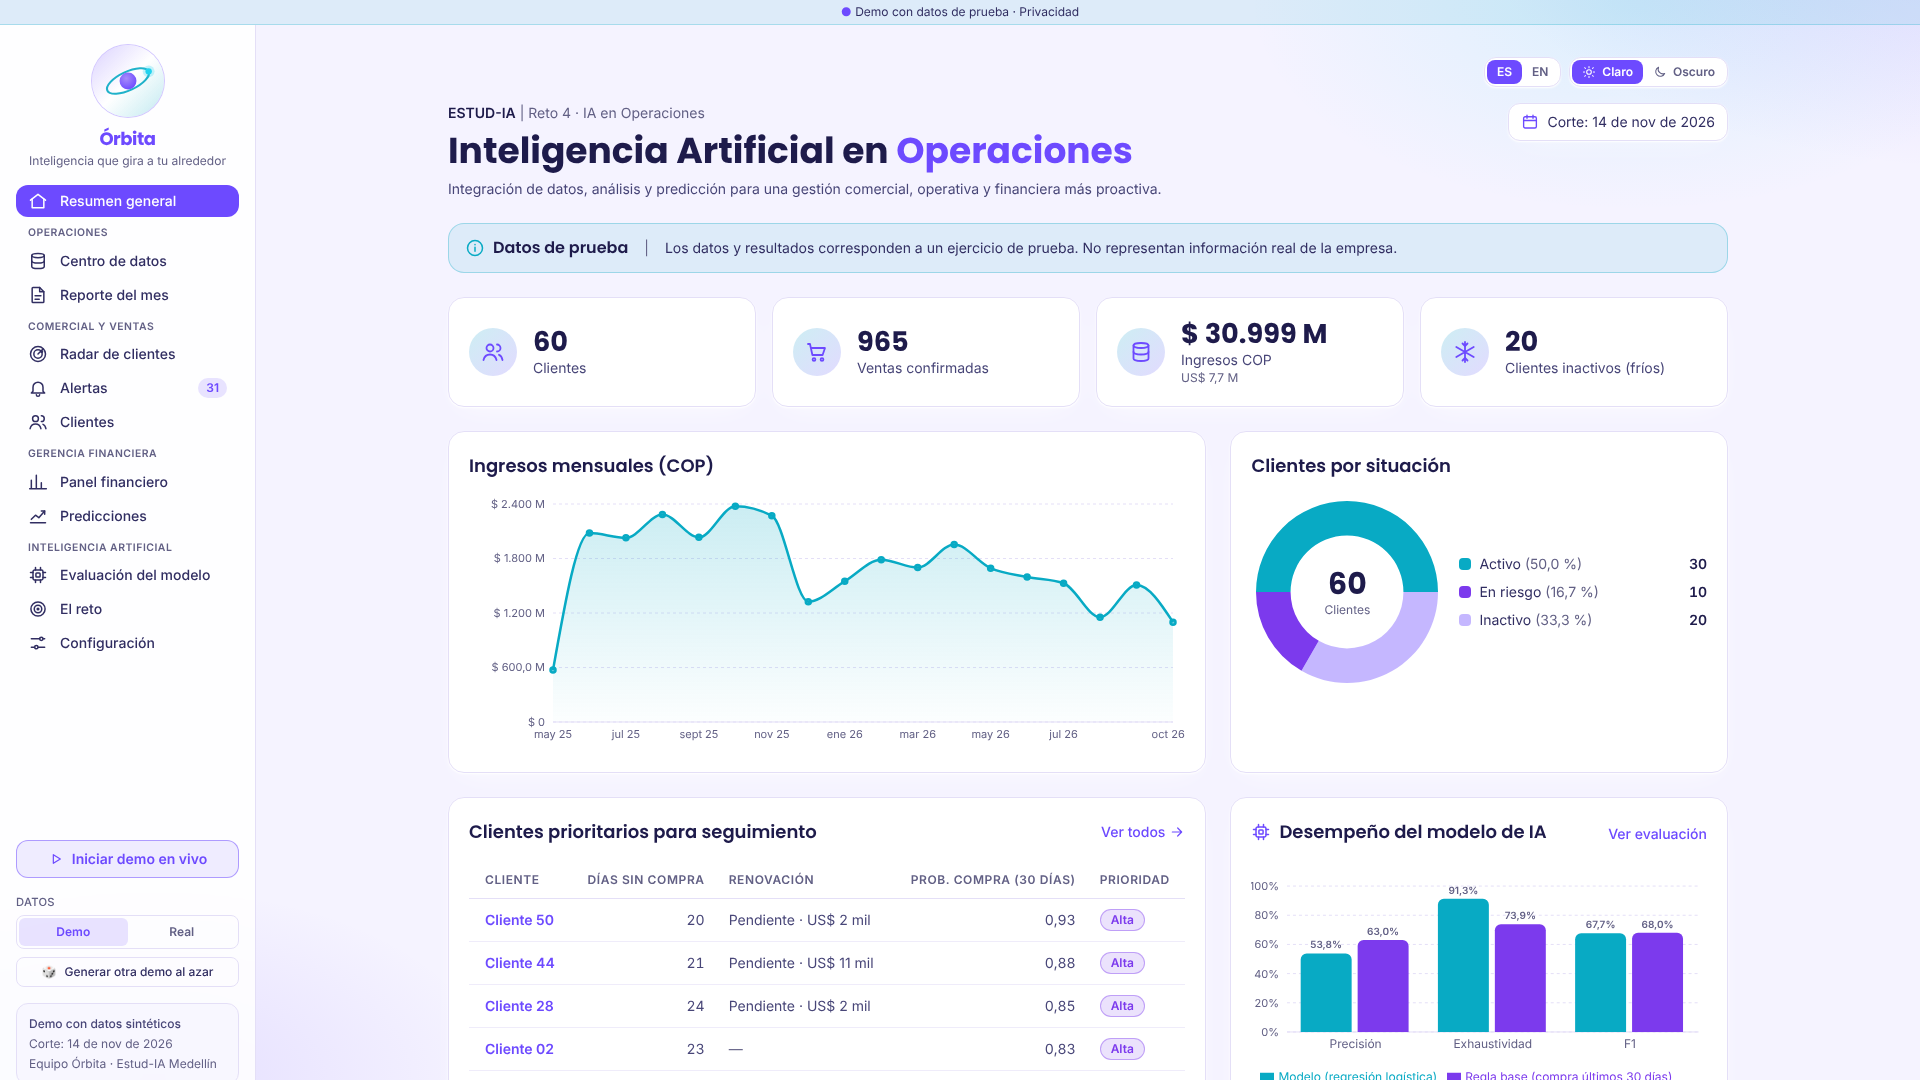 Demo con datos de prueba · Privacidad
Órbita
Inteligencia que gira a tu alrededor
Resumen general
OPERACIONES
Centro de datos
Reporte del mes
COMERCIAL Y VENTAS
Radar de clientes
Alertas 31
Clientes
GERENCIA FINANCIERA
Panel financiero
Predicciones
INTELIGENCIA ARTIFICIAL
Evaluación del modelo
El reto
Configuración
Iniciar demo en vivo
DATOS
Demo Real
Generar otra demo al azar
Demo con datos sintéticos
Corte: 14 de nov de 2026
Equipo Órbita · Estud-IA Medellín
ES EN Claro Oscuro
ESTUD-IA | Reto 4 · IA en Operaciones
Corte: 14 de nov de 2026
Inteligencia Artificial en Operaciones
Integración de datos, análisis y predicción para una gestión comercial, operativa y financiera más proactiva.
Datos de prueba | Los datos y resultados corresponden a un ejercicio de prueba. No representan información real de la empresa.
60
Clientes
965
Ventas confirmadas
$ 30.999 M
Ingresos COP
US$ 7,7 M
20
Clientes inactivos (fríos)
Ingresos mensuales (COP)
$ 2.400 M
$ 1.800 M
$ 1.200 M
$ 600,0 M
$ 0
may 25 jul 25 sept 25 nov 25 ene 26 mar 26 may 26 jul 26 oct 26
Clientes por situación
60
Clientes
Activo (50,0 %) 30
En riesgo (16,7 %) 10
Inactivo (33,3 %) 20
Clientes prioritarios para seguimiento
Ver todos →
CLIENTE DÍAS SIN COMPRA RENOVACIÓN PROB. COMPRA (30 DÍAS) PRIORIDAD
Cliente 50 20 Pendiente · US$ 2 mil 0,93 Alta
Cliente 44 21 Pendiente · US$ 11 mil 0,88 Alta
Cliente 28 24 Pendiente · US$ 2 mil 0,85 Alta
Cliente 02 23 — 0,83 Alta
Desempeño del modelo de IA
Ver evaluación
100%
80%
60%
40%
20%
0%
53,8% 63,0% 91,3% 73,9% 67,7% 68,0%
Precisión Exhaustividad F1
Modelo (regresión logística) Regla base (compra últimos 30 días)